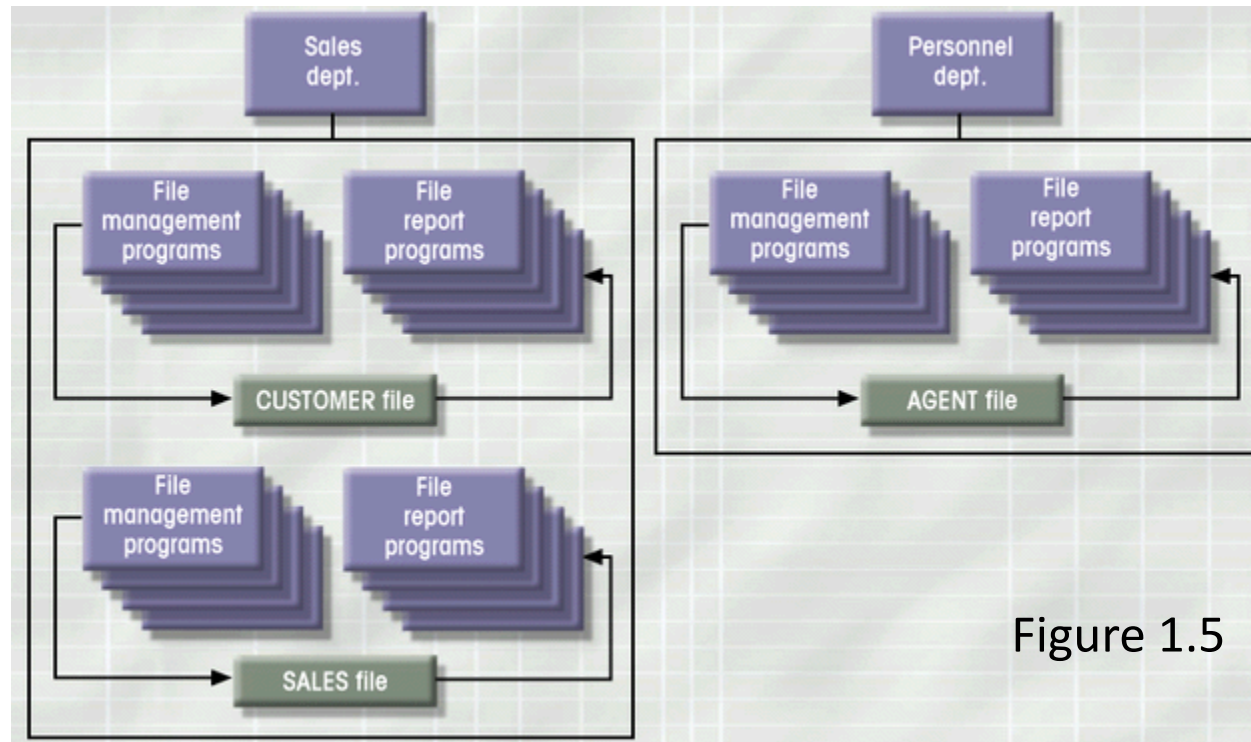 Sales
dept.
Personnel
dept.
File
management
programs
File
report
programs
File
management
programs
File
report
programs
CUSTOMER file
AGENT file
File
management
programs
File
report
programs
SALES file
Figure 1.5